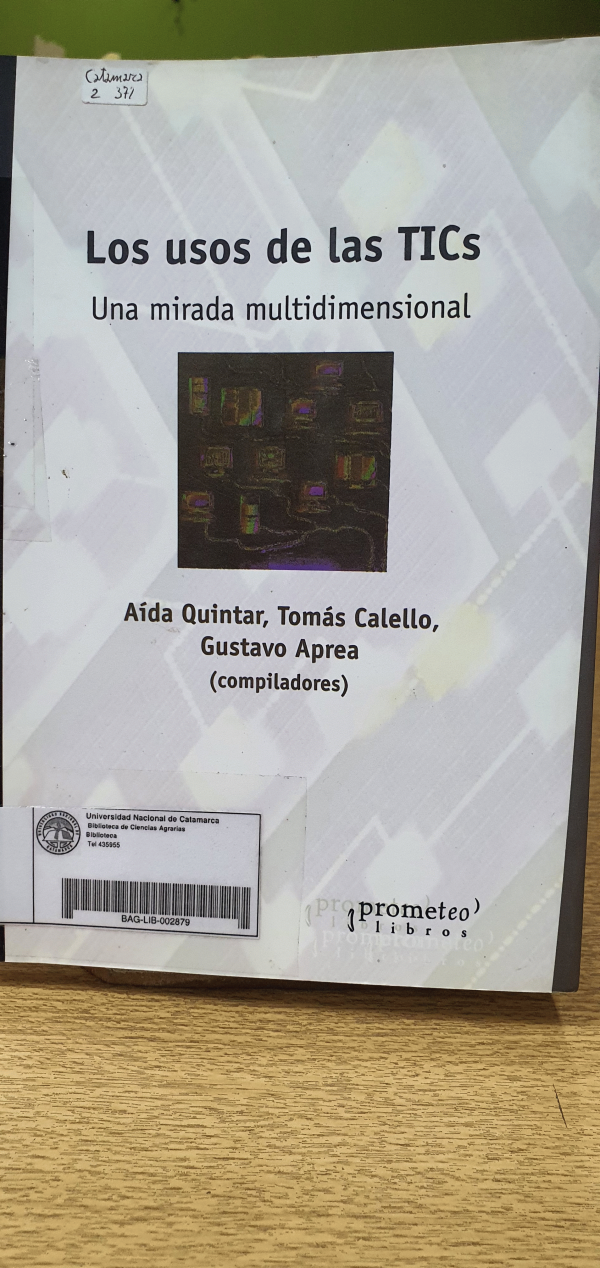 Catamarca
2 371
Los usos de las TICs
Una mirada multidimensional
Aída Quintar, Tomás Calello,
Gustavo Aprea
(compiladores)
Universidad Nacional de Catamarca
Biblioteca de Ciencias Agrarias
Biblioteca
Tel 435955
BAG-LIB-002879
prometeo
libros